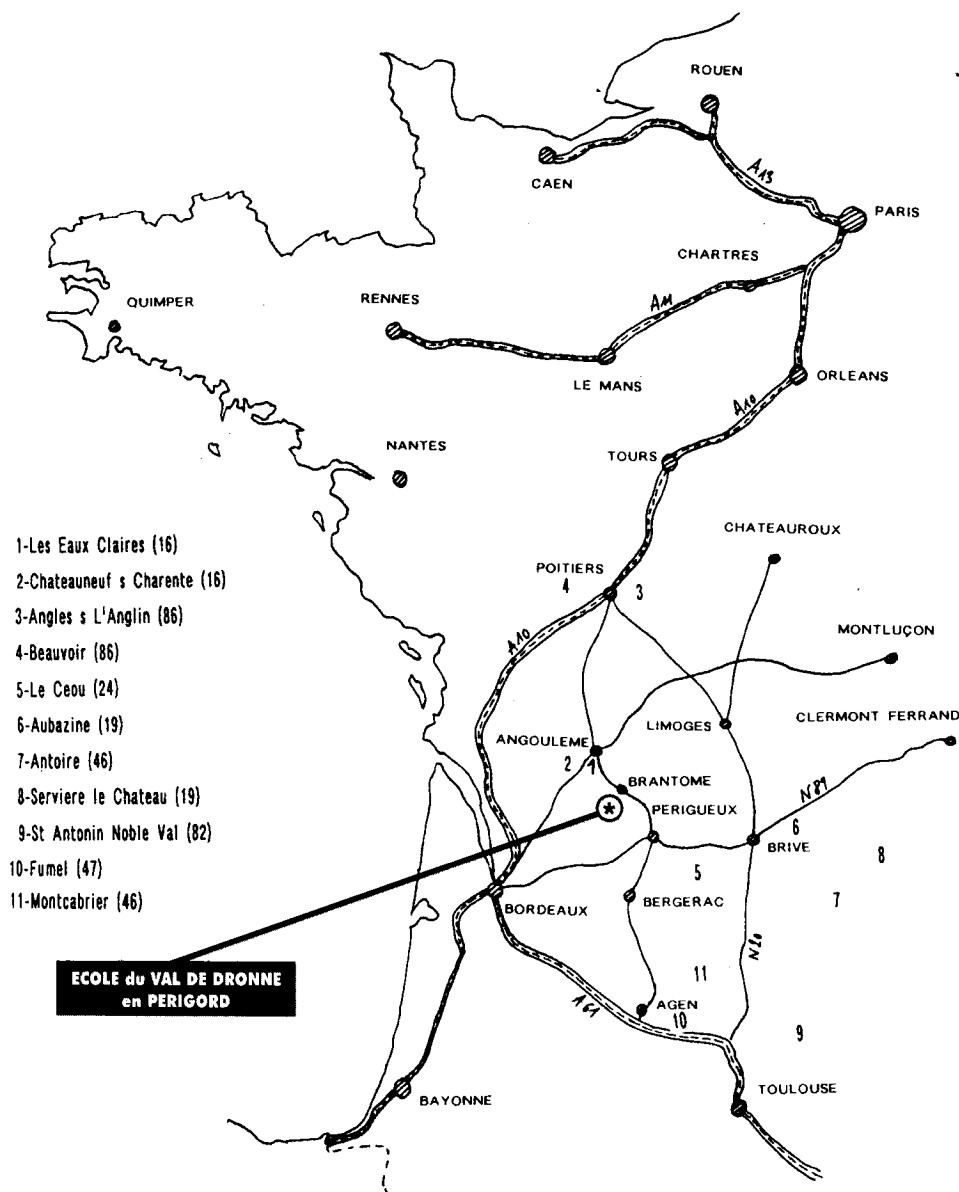 ROUEN
CAEN
A13
PARIS
CHARTRES
QUIMPER
RENNES
A11
LE MANS
ORLEANS
A10
NANTES
TOURS
CHATEAUROUX
1-Les Eaux Claires (16)
2-Chateauneuf s Charente (16)
3-Angles s L'Anglin (86)
4-Beauvoir (86)
5-Le Ceou (24)
6-Aubazine (19)
7-Antoire (46)
8-Serviere le Chateau (19)
9-St Antonin Noble Val (82)
10-Fumel (47)
11-Montcabrier (46)
POITIERS
4
3
A10
MONTLUÇON
LIMOGES
CLERMONT FERRAND
ANGOULEME
2
1
BRANTOME
N89
*
PERIGUEUX
6
BRIVE
8
5
BORDEAUX
BERGERAC
7
N20
ECOLE du VAL DE DRONNE
en PERIGORD
11
A61
AGEN
10
9
TOULOUSE
BAYONNE